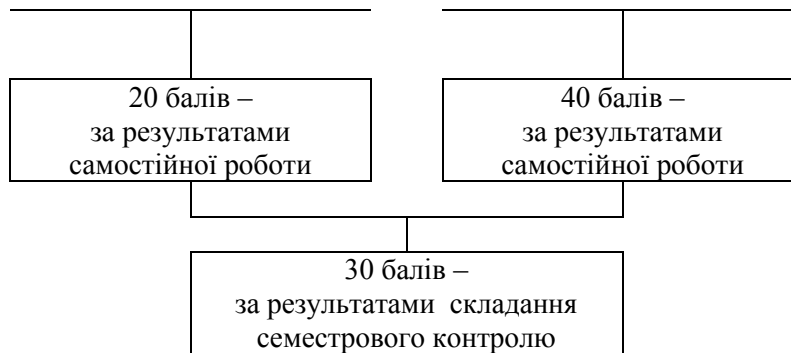 20 балів –
за результатами
самостійної роботи
40 балів –
за результатами
самостійної роботи
30 балів –
за результатами складання
семестрового контролю